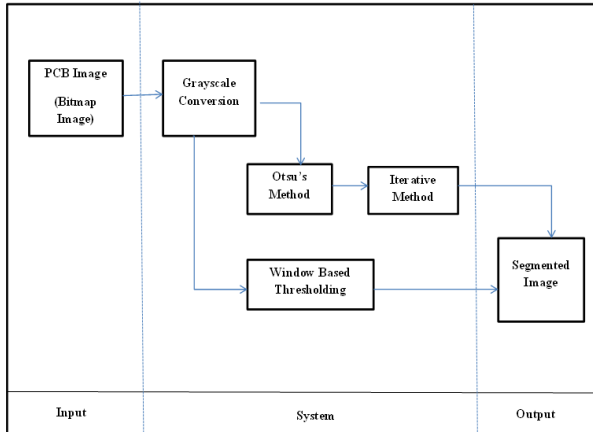 PCB Image
(Bitmap
Image)
Grayscale
Conversion
Otsu's
Method
Iterative
Method
Window Based
Thresholding
Segmented
Image
Input
System
Output